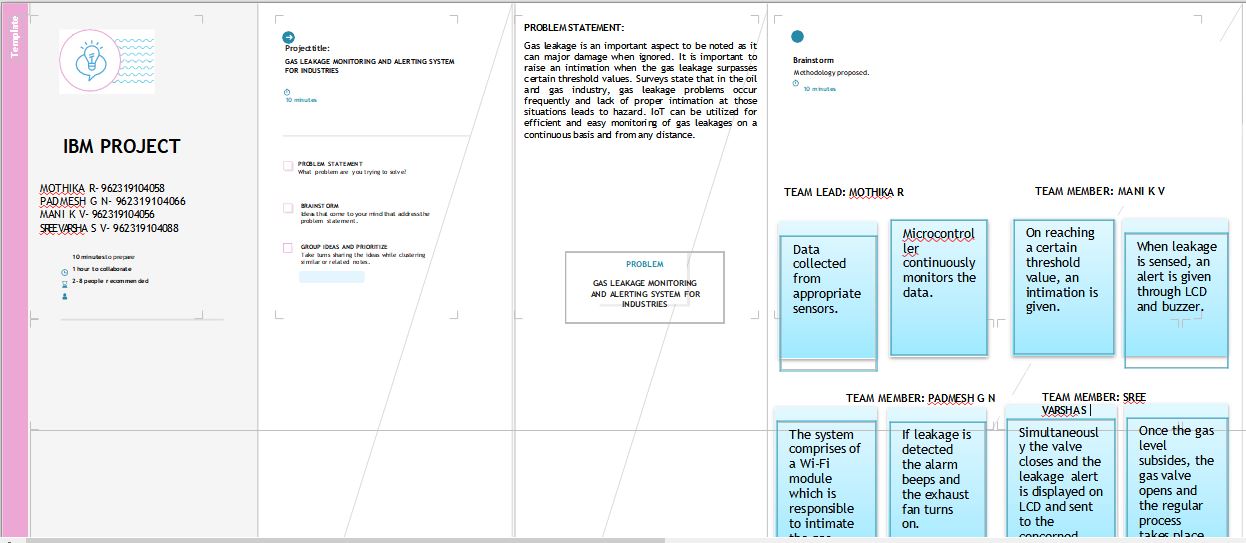 Template
IBM PROJECT
MOTHIKA R- 962319104058
PADMESH G N- 962319104066
MANI K V- 962319104056
SREEVARSHA S V- 962319104088
10 minutes to prepare
1 hour to collaborate
2-8 people recommended
Project title:
GAS LEAKAGE MONITORING AND ALERTING SYSTEM
FOR INDUSTRIES
10 minutes
PROBLEM STATEMENT
What problem are you trying to solve?
BRAINSTORM
Ideas that come to your mind that address the
problem statement.
GROUP IDEAS AND PRIORITIZE
Take turns sharing the ideas while clustering
similar or related notes.
PROBLEM STATEMENT:
Gas leakage is an important aspect to be noted as it
can major damage when ignored. It is important to
raise an intimation when the gas leakage surpasses
certain threshold values. Surveys state that in the oil
and gas industry, gas leakage problems occur
frequently and lack of proper intimation at those
situations leads to hazard. IoT can be utilized for
efficient and easy monitoring of gas leakages on a
continuous basis and from any distance.
PROBLEM
GAS LEAKAGE MONITORING
AND ALERTING SYSTEM FOR
INDUSTRIES
Brainstorm
Methodology proposed.
10 minutes
TEAM LEAD: MOTHIKA R
Data
collected
from
appropriate
sensors.
Microcontrol
ler
continuously
monitors the
data.
TEAM MEMBER: MANI K V
On reaching
a certain
threshold
value, an
intimation is
given.
When leakage
is sensed, an
alert is given
through LCD
and buzzer.
TEAM MEMBER: PADMESH G N
The system
comprises of
a Wi-Fi
module
which is
responsible
to intimate
the gas
If leakage is
detected
the alarm
beeps and
the exhaust
fan turns
on.
TEAM MEMBER: SREE
VARSHA S
Simultaneousl
y the valve
closes and the
leakage alert
is displayed on
LCD and sent
to the
concerned
Once the gas
level
subsides, the
gas valve
opens and
the regular
process
takes place